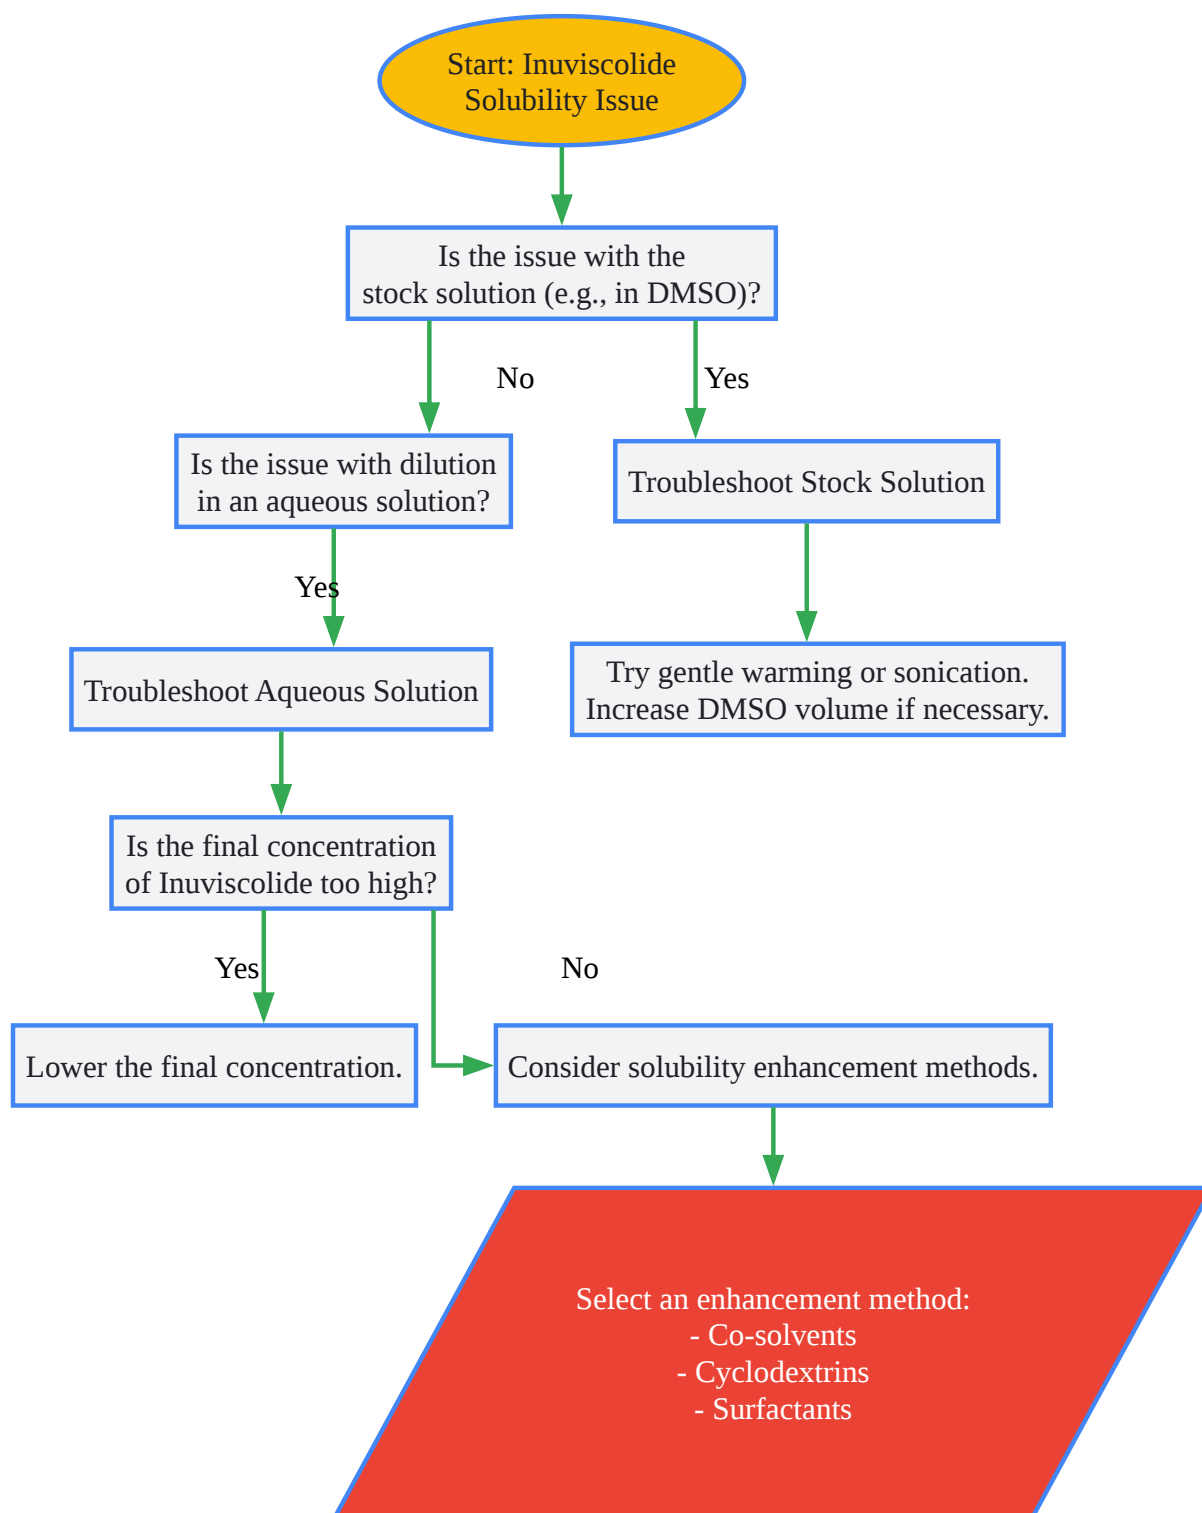 Start: Inuviscolide
Solubility Issue
Is the issue with the
stock solution (e.g., in DMSO)?
No
Yes
Is the issue with dilution
in an aqueous solution?
Troubleshoot Stock Solution
Yes
Troubleshoot Aqueous Solution
Try gentle warming or sonication.
Increase DMSO volume if necessary.
Is the final concentration
of Inuviscolide too high?
Yes
No
Lower the final concentration.
Consider solubility enhancement methods.
Select an enhancement method:
- Co-solvents
- Cyclodextrins
- Surfactants